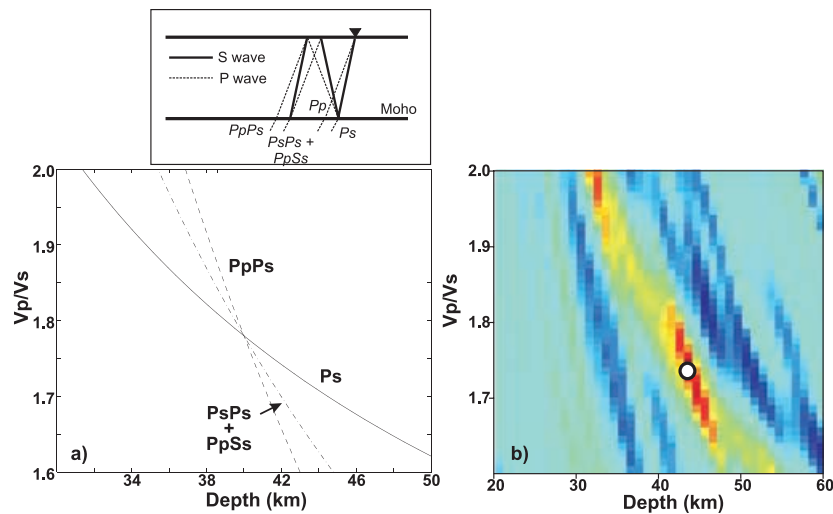 S wave
P wave
Moho
Pp
PpPs
PsPs +
PpSs
Ps
2.0
1.9
1.8
1.7
1.6
Vp/Vs
PpPs
Ps
PsPs
+
PpSs
a)
34
38
42
46
50
Depth (km)
2.0
1.9
1.8
1.7
Vp/Vs
b)
20
30
40
50
60
Depth (km)